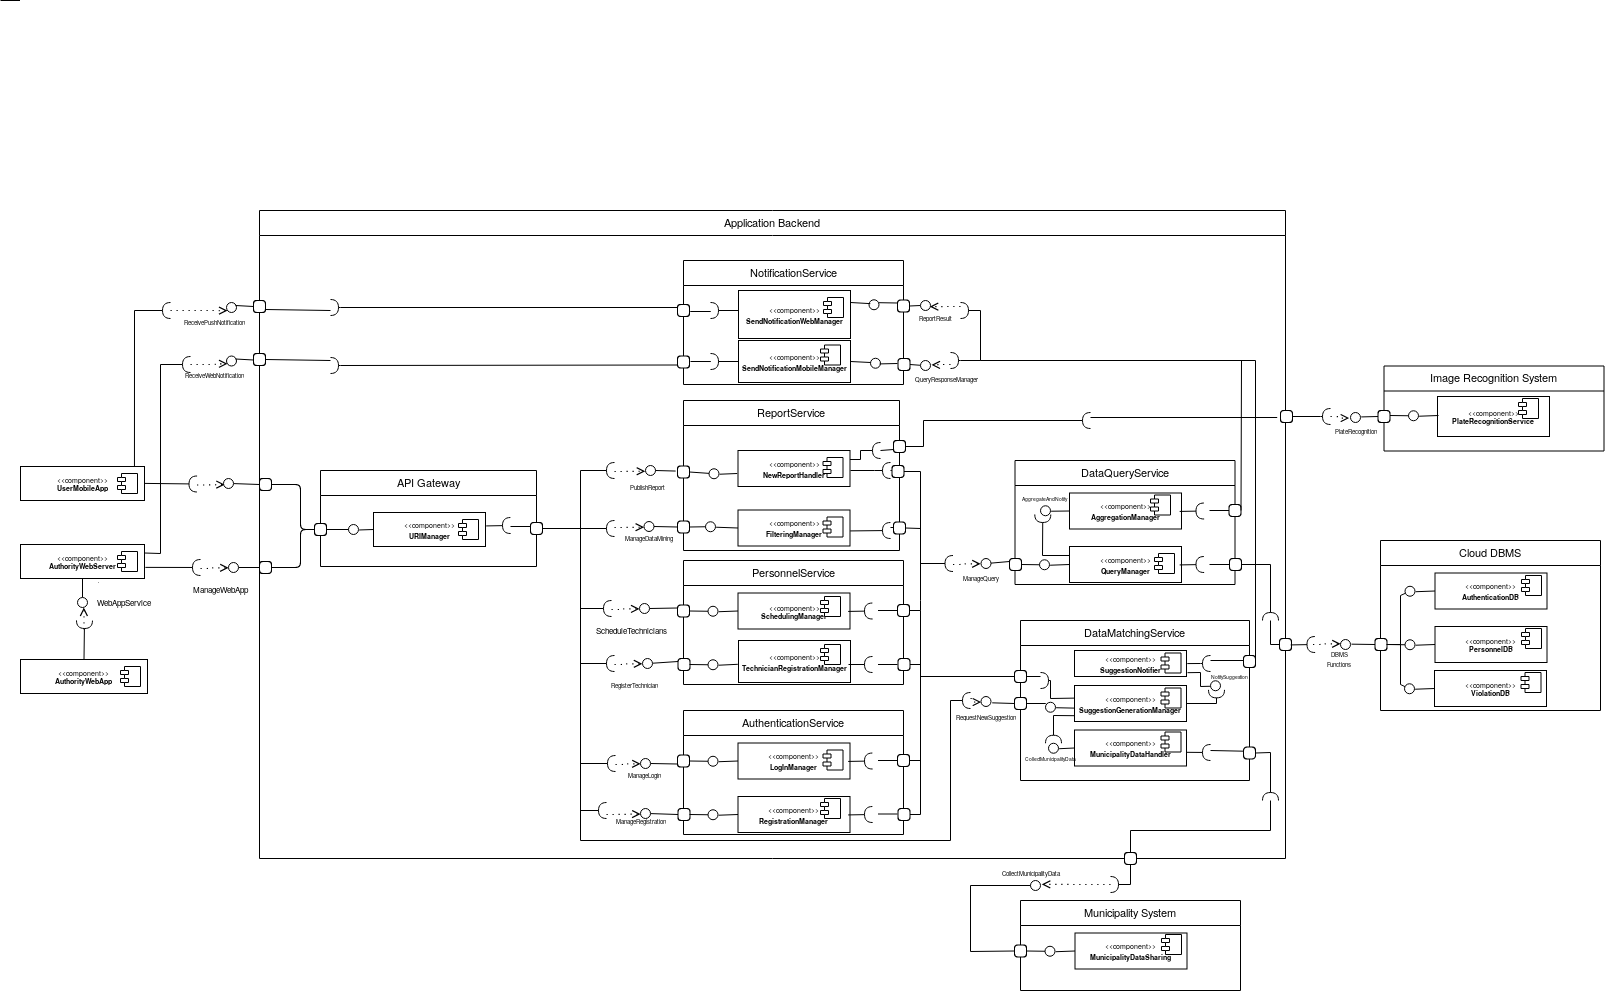 Application Backend
NotificationService
<<component>>
SendNotificationWebManager
<<component>>
SendNotificationMobileManager
ReceivePushNotification
ReceiveWebNotification
ReportResult
QueryResponseManager
Image Recognition System
<<component>>
PlateRecognitionService
PlateRecognition
ReportService
<<component>>
NewReportHandler
<<component>>
FilteringManager
PublishReport
ManageDataMining
<<component>>
UserMobileApp
API Gateway
<<component>>
URIManager
DataQueryService
AggregateAndNotify
<<component>>
AggregationManager
<<component>>
QueryManager
ManageQuery
<<component>>
AuthorityWebServer
ManageWebApp
WebAppService
<<component>>
AuthorityWebApp
PersonnelService
<<component>>
SchedulingManager
<<component>>
TechnicianRegistrationManager
ScheduleTechnicians
RegisterTechnician
Cloud DBMS
<<component>>
AuthenticationDB
<<component>>
PersonnelDB
<<component>>
ViolationDB
DBMS
Functions
DataMatchingService
<<component>>
SuggestionNotifier
NotifySuggestion
<<component>>
SuggestionGenerationManager
RequestNewSuggestion
<<component>>
MunicipalityDataHandler
CollectMunicipalityData
AuthenticationService
<<component>>
LogInManager
<<component>>
RegistrationManager
ManageLogin
ManageRegistration
CollectMunicipalityData
Municipality System
<<component>>
MunicipalityDataSharing